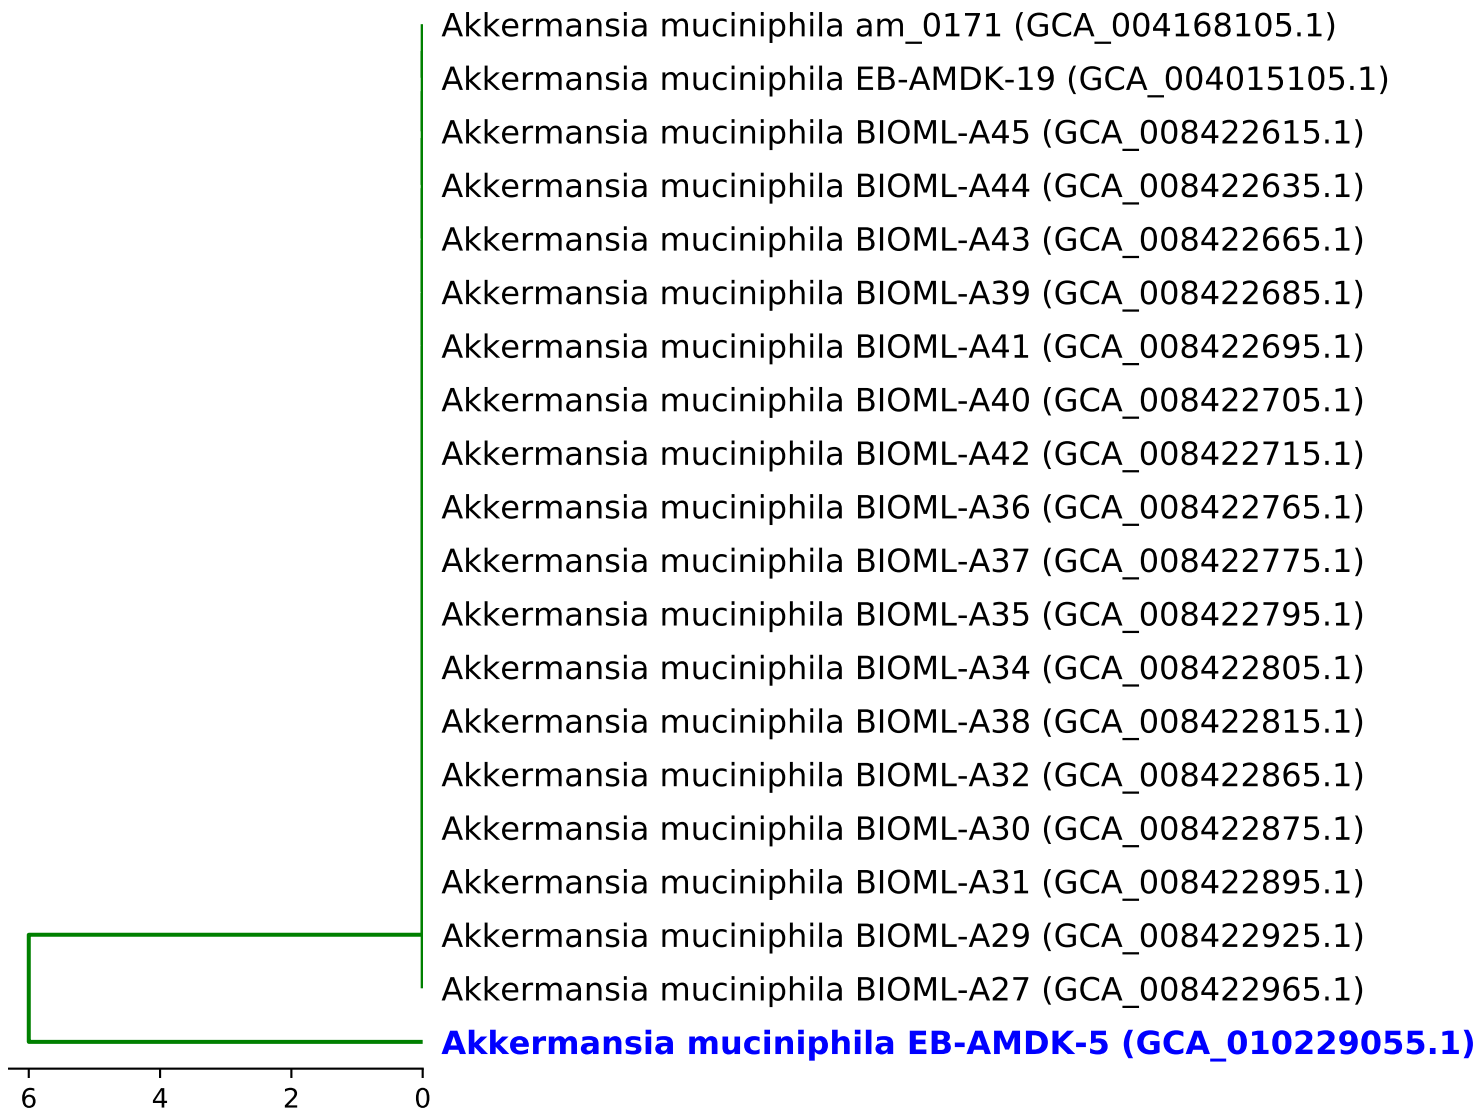 Akkermansia muciniphila am_0171 (GCA_004168105.1)
Akkermansia muciniphila EB-AMDK-19 (GCA_004015105.1)
Akkermansia muciniphila BIOML-A45 (GCA_008422615.1)
Akkermansia muciniphila BIOML-A44 (GCA_008422635.1)
Akkermansia muciniphila BIOML-A43 (GCA_008422665.1)
Akkermansia muciniphila BIOML-A39 (GCA_008422685.1)
Akkermansia muciniphila BIOML-A41 (GCA_008422695.1)
Akkermansia muciniphila BIOML-A40 (GCA_008422705.1)
Akkermansia muciniphila BIOML-A42 (GCA_008422715.1)
Akkermansia muciniphila BIOML-A36 (GCA_008422765.1)
Akkermansia muciniphila BIOML-A37 (GCA_008422775.1)
Akkermansia muciniphila BIOML-A35 (GCA_008422795.1)
Akkermansia muciniphila BIOML-A34 (GCA_008422805.1)
Akkermansia muciniphila BIOML-A38 (GCA_008422815.1)
Akkermansia muciniphila BIOML-A32 (GCA_008422865.1)
Akkermansia muciniphila BIOML-A30 (GCA_008422875.1)
Akkermansia muciniphila BIOML-A31 (GCA_008422895.1)
Akkermansia muciniphila BIOML-A29 (GCA_008422925.1)
Akkermansia muciniphila BIOML-A27 (GCA_008422965.1)
Akkermansia muciniphila EB-AMDK-5 (GCA_010229055.1)
6 4 2 0